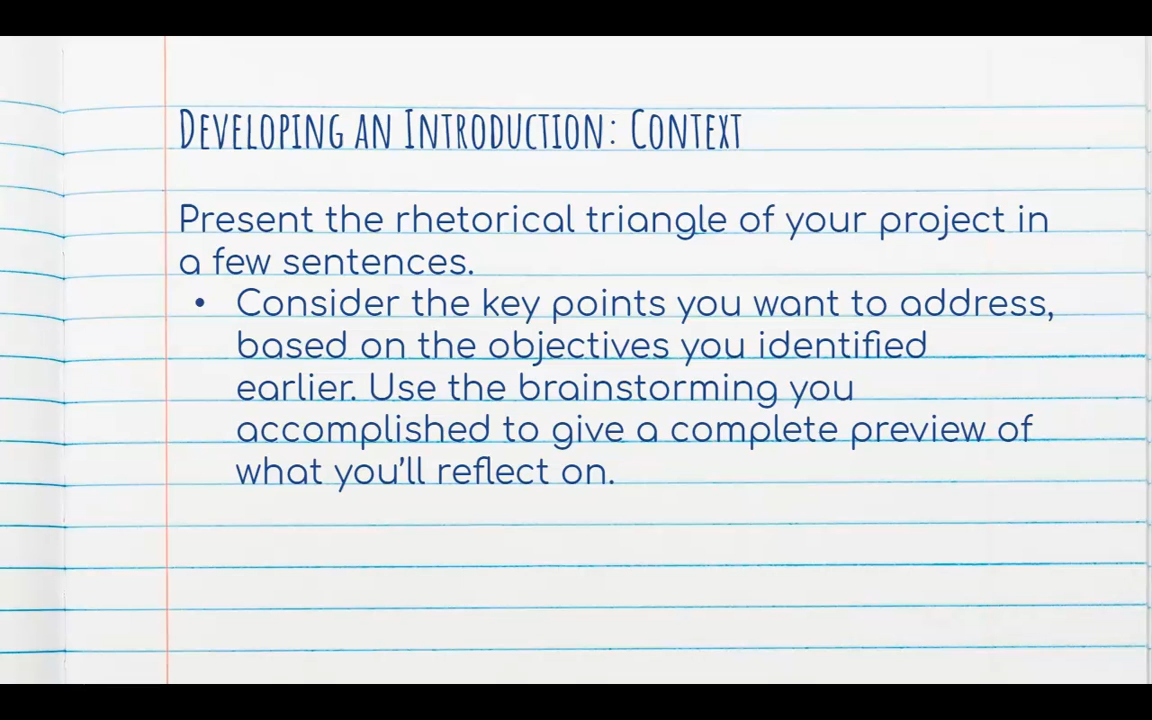 Developing an Introduction: Context
Present the rhetorical triangle of your project in
a few sentences.
• Consider the key points you want to address,
based on the objectives you identified
earlier. Use the brainstorming you
accomplished to give a complete preview of
what you'll reflect on.